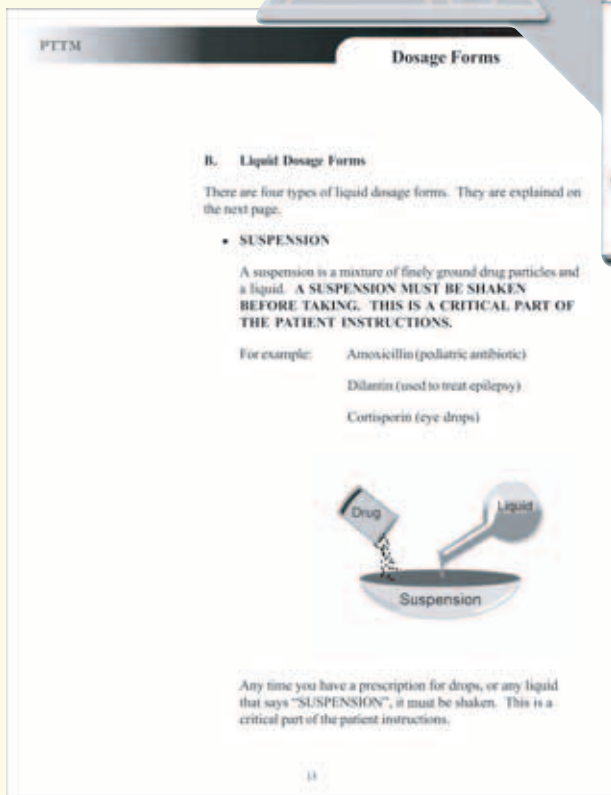 PTTM
Dosage Forms
B. Liquid Dosage Forms
There are four types of liquid dosage forms. They are explained on
the next page.
• SUSPENSION
A suspension is a mixture of finely ground drug particles and
a liquid. A SUSPENSION MUST BE SHAKEN
BEFORE TAKING. THIS IS A CRITICAL PART OF
THE PATIENT INSTRUCTIONS.
For example: Amoxicillin (pediatric antibiotic)
Dilantin (used to treat epilepsy)
Cortisporin (eye drops)
Drug
Liquid
Suspension
Any time you have a prescription for drops, or any liquid
that says "SUSPENSION", it must be shaken. This is a
critical part of the patient instructions.